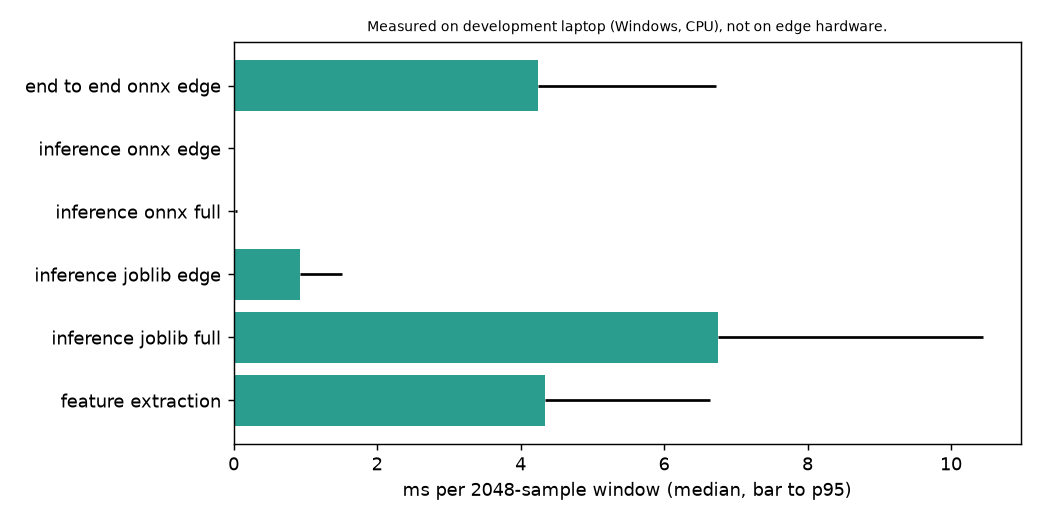 Measured on development laptop (Windows, CPU), not on edge hardware.
end to end onnx edge
inference onnx edge
inference onnx full
inference joblib edge
inference joblib full
feature extraction
0 2 4 6 8 10
ms per 2048-sample window (median, bar to p95)